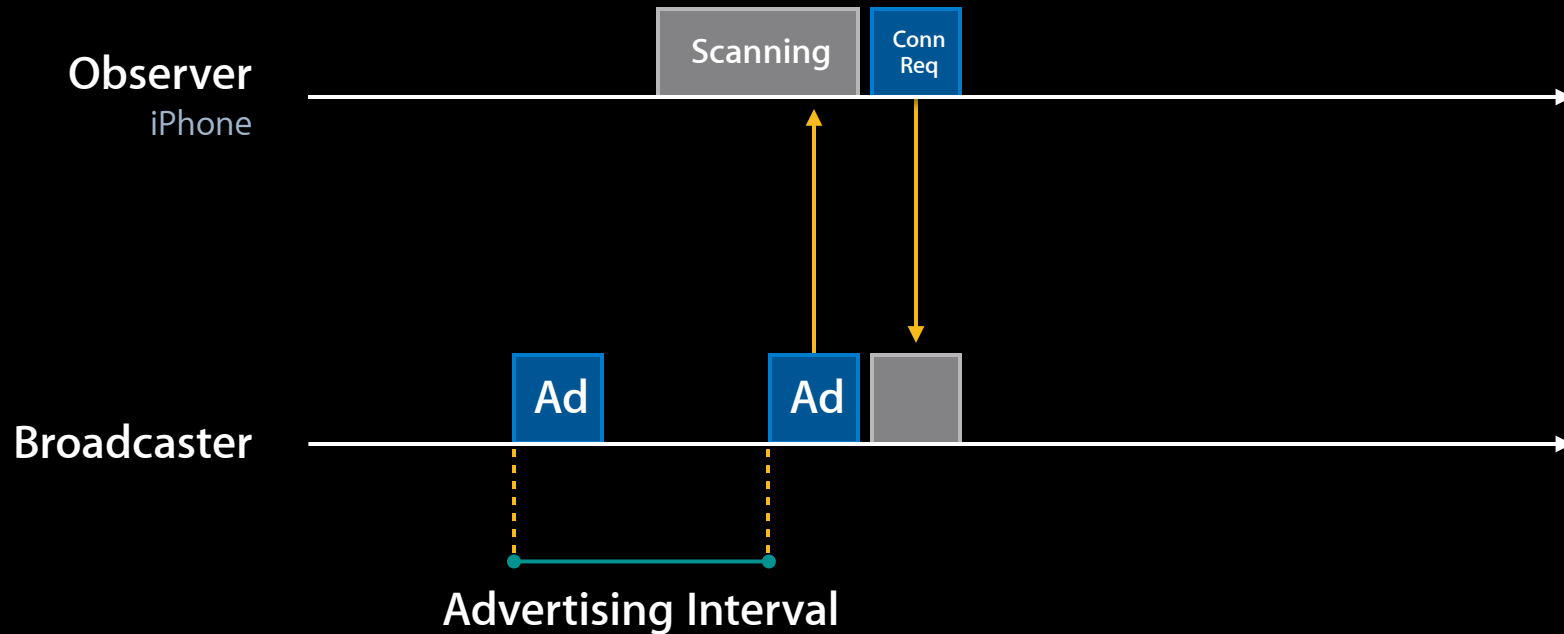 Scanning
Conn
Req
Observer
iPhone
Ad
Ad
Broadcaster
Advertising Interval